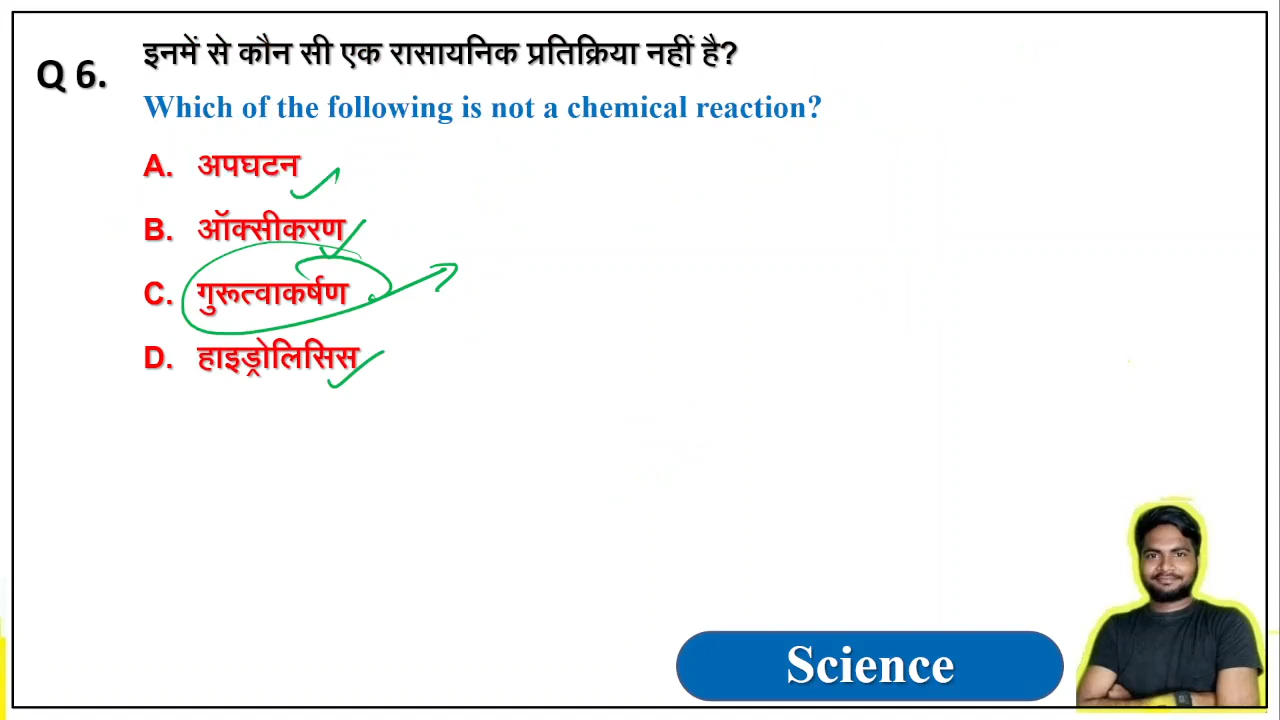 Q 6.
इनमें से कौन सी एक रासायनिक प्रतिक्रिया नहीं है?
Which of the following is not a chemical reaction?
A. अपघटन
B. ऑक्सीकरण
C. गुरूत्वाकर्षण
D. हाइड्रोलिसिस
Science